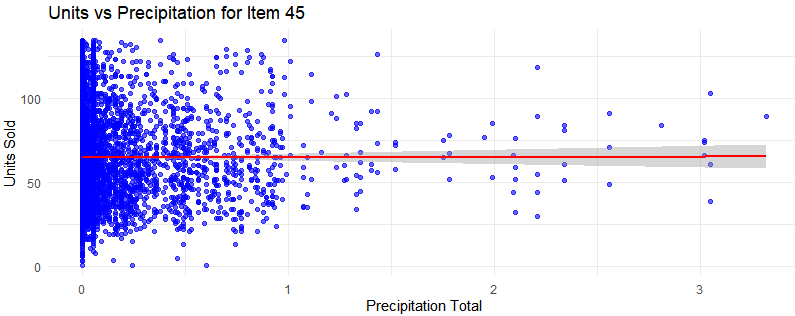 Units vs Precipitation for Item 45
Units Sold
100
50
0
0
1
2
3
Precipitation Total